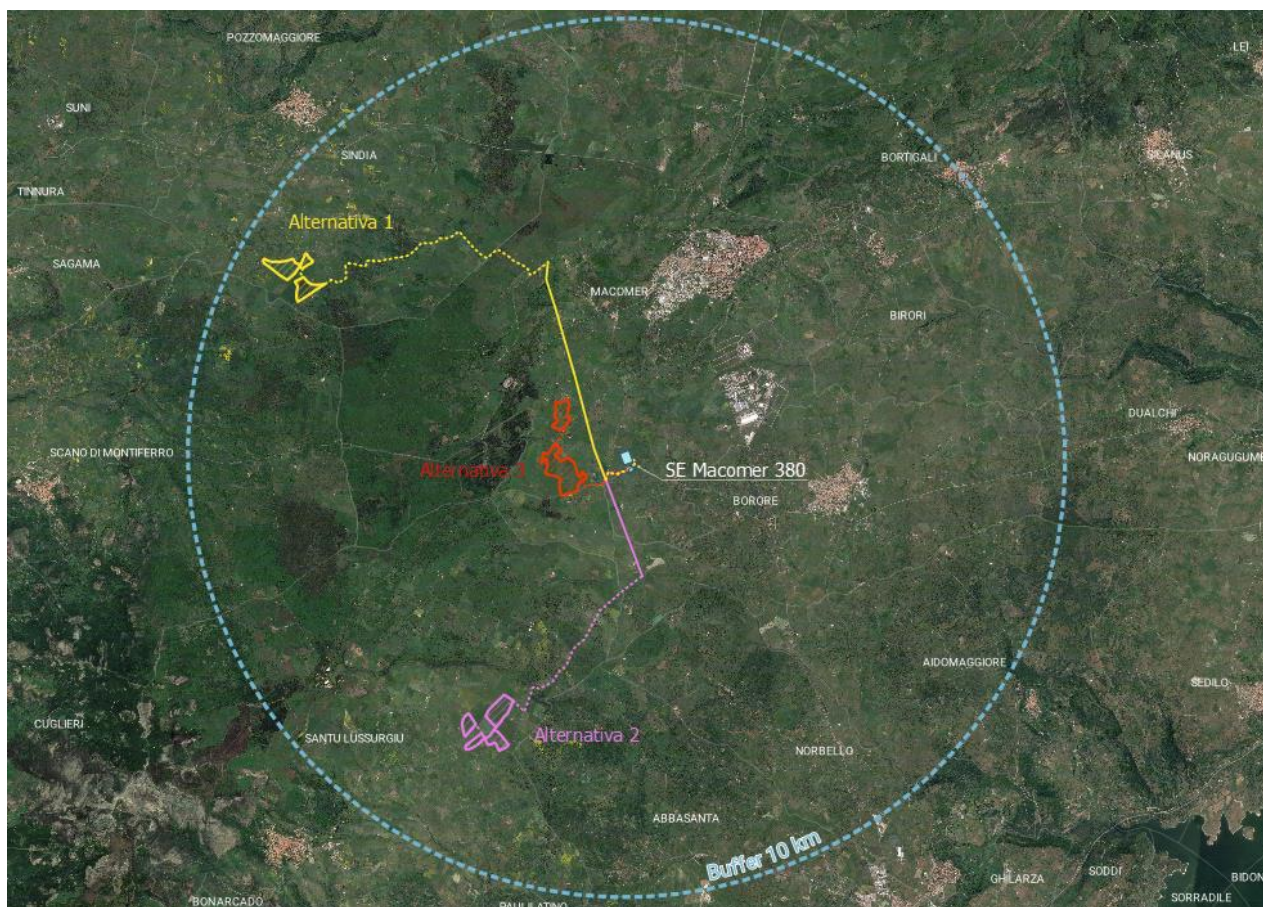 POZZOMAGGIORE
LEI
SUNI
SINDIA
BORTIGALI
SILANUS
TINNURA
Alternativa 1
SAGAMA
MACOMER
BIRORI
DUALCHI
SCANO DI MONTIFERRO
NORAGUGUME
Alternativa 3
SE Macomer 380
BORORE
AIDOMAGGIORE
SEDILO
CUGLIERI
SANTU LUSSURGIU
Alternativa 2
NORBELLO
ABBASANTA
Buffer 10 km
GHILARZA
SODDI
BIDON
BONARCADO
PAULILATINO
SORRADILE